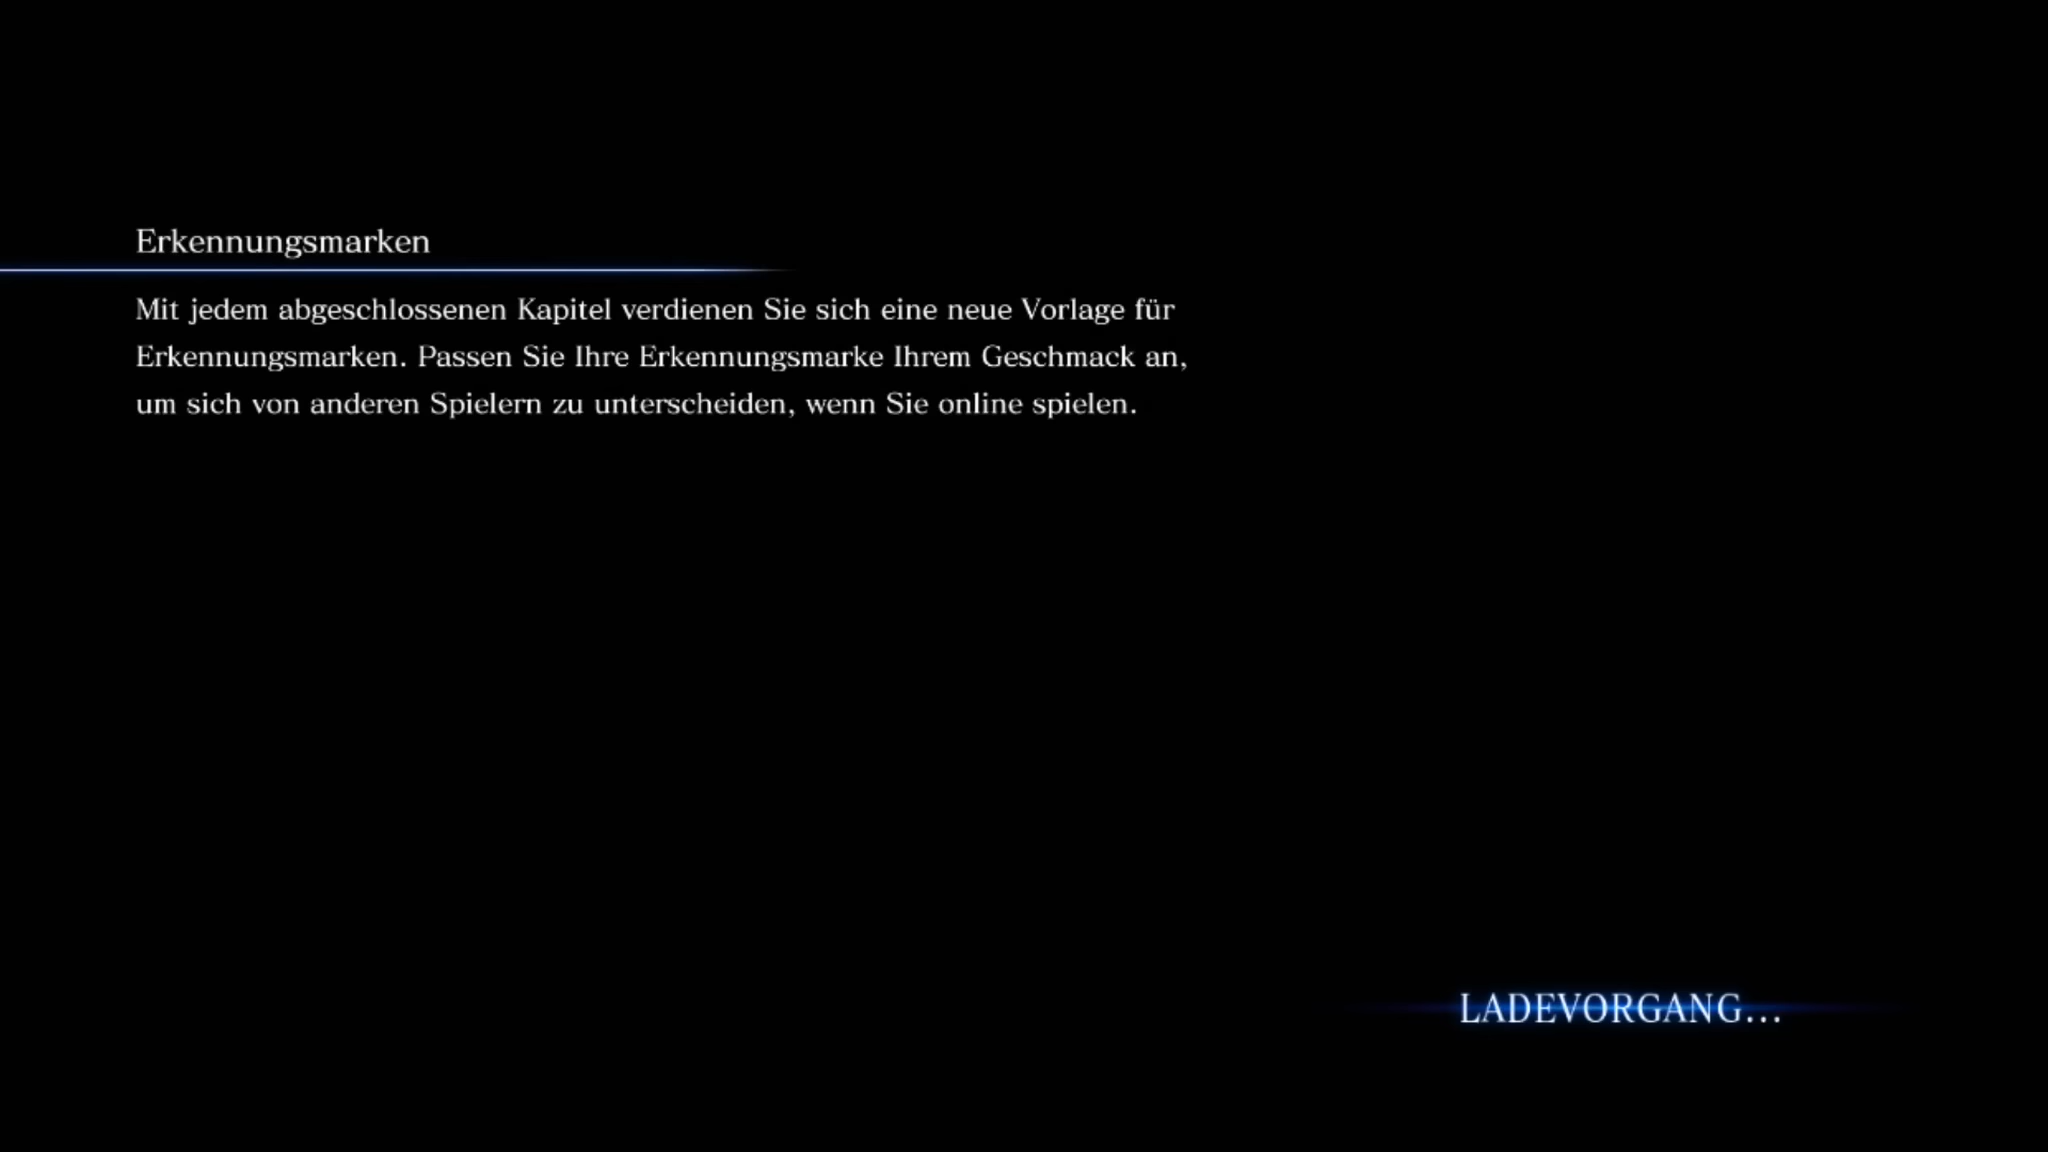 Erkennungsmarken
Mit jedem abgeschlossenen Kapitel verdienen Sie sich eine neue Vorlage für
Erkennungsmarken. Passen Sie Ihre Erkennungsmarke Ihrem Geschmack an,
um sich von anderen Spielern zu unterscheiden, wenn Sie online spielen.
LADEVORGANG...